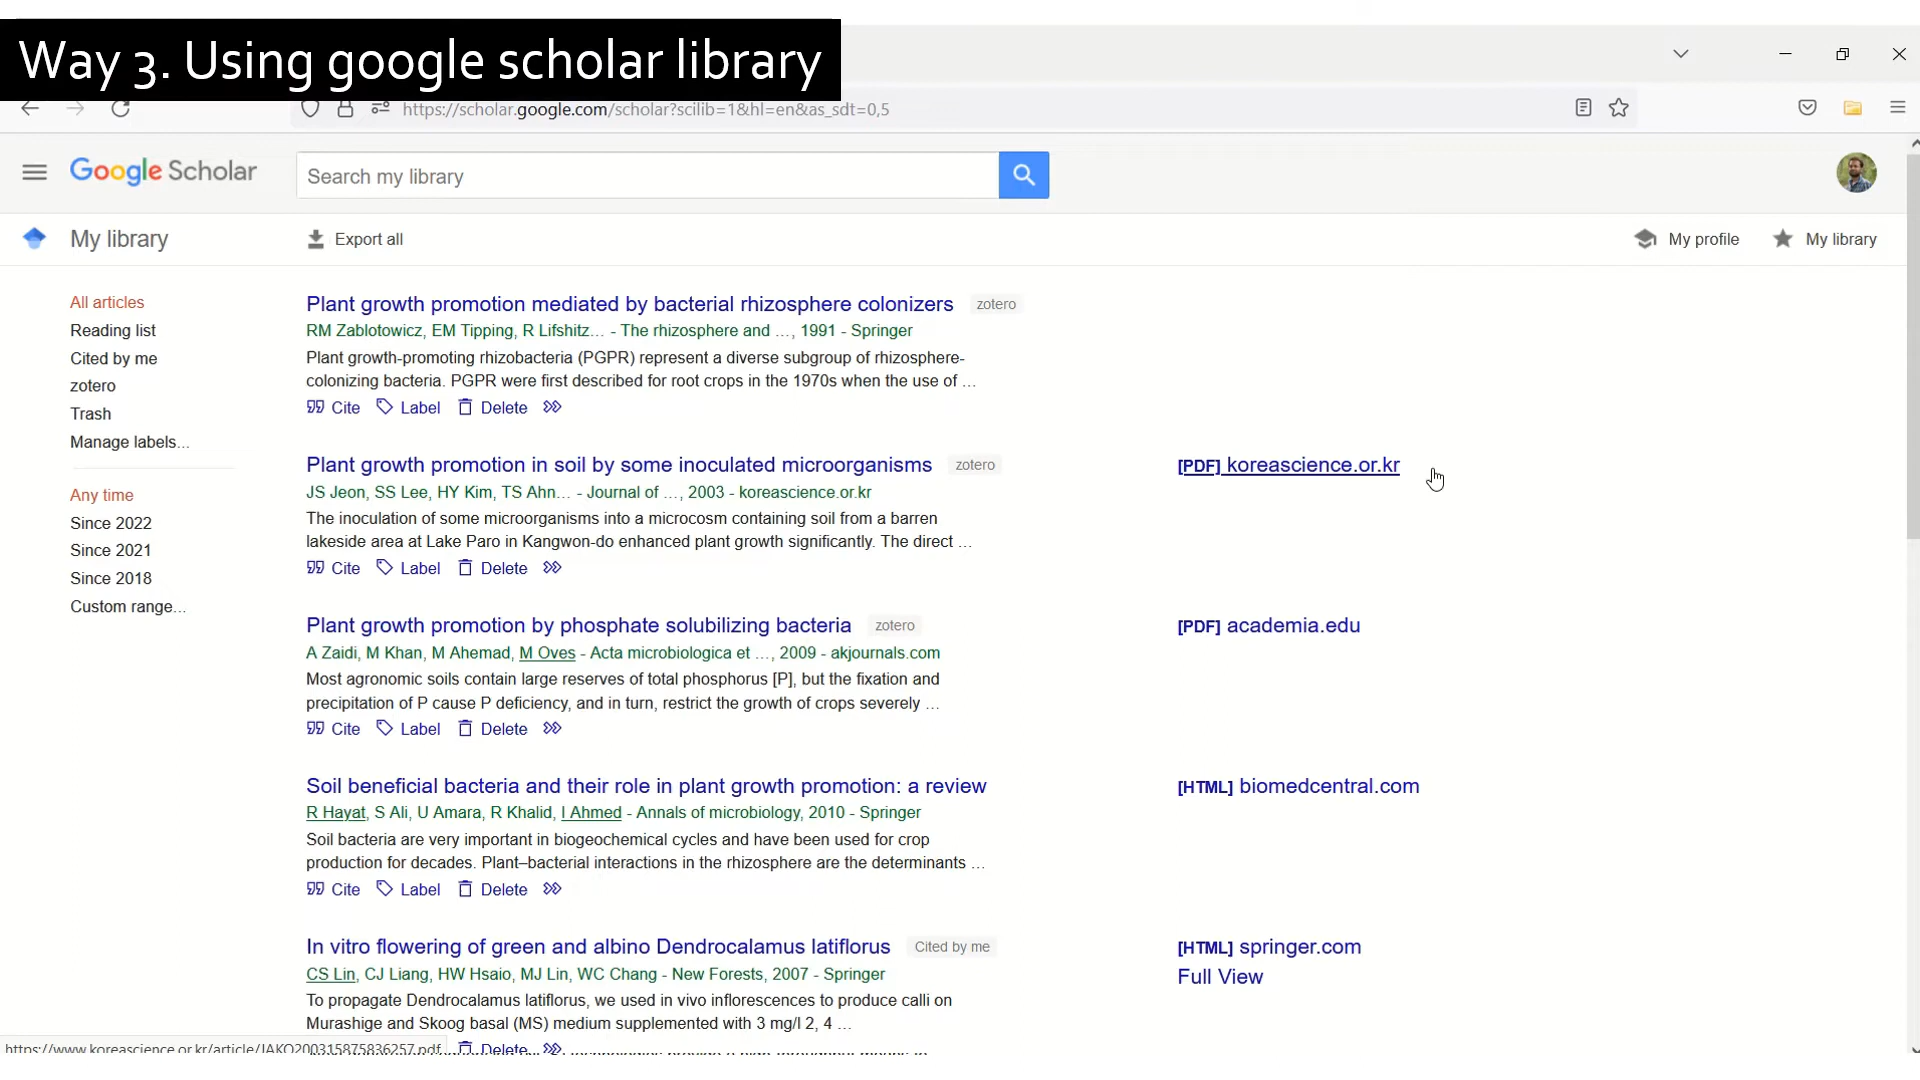 Way 3. Using google scholar library
https://scholar.google.com/scholar?scilib=1&hl=en&as_sdt=0,5
Google Scholar
Search my library
My library
Export all
My profile
My library
All articles
Reading list
Cited by me
zotero
Trash
Manage labels...
Any time
Since 2022
Since 2021
Since 2018
Custom range...
Plant growth promotion mediated by bacterial rhizosphere colonizers zotero
RM Zablotowicz, EM Tipping, R Lifshitz... - The rhizosphere and ..., 1991 - Springer
Plant growth-promoting rhizobacteria (PGPR) represent a diverse subgroup of rhizosphere-
colonizing bacteria. PGPR were first described for root crops in the 1970s when the use of ...
Cite Label Delete
Plant growth promotion in soil by some inoculated microorganisms zotero
[PDF] koreascience.or.kr
JS Jeon, SS Lee, HY Kim, TS Ahn... - Journal of ..., 2003 - koreascience.or.kr
The inoculation of some microorganisms into a microcosm containing soil from a barren
lakeside area at Lake Paro in Kangwon-do enhanced plant growth significantly. The direct ...
Cite Label Delete
Plant growth promotion by phosphate solubilizing bacteria zotero
[PDF] academia.edu
A Zaidi, M Khan, M Ahemad, M Oves - Acta microbiologica et ..., 2009 - akjournals.com
Most agronomic soils contain large reserves of total phosphorus [P], but the fixation and
precipitation of P cause P deficiency, and in turn, restrict the growth of crops severely ...
Cite Label Delete
Soil beneficial bacteria and their role in plant growth promotion: a review
[HTML] biomedcentral.com
R Hayat, S Ali, U Amara, R Khalid, I Ahmed - Annals of microbiology, 2010 - Springer
Soil bacteria are very important in biogeochemical cycles and have been used for crop
production for decades. Plant–bacterial interactions in the rhizosphere are the determinants ...
Cite Label Delete
In vitro flowering of green and albino Dendrocalamus latiflorus Cited by me
[HTML] springer.com
CS Lin, CJ Liang, HW Hsaio, MJ Lin, WC Chang - New Forests, 2007 - Springer
Full View
To propagate Dendrocalamus latiflorus, we used in vivo inflorescences to produce calli on
Murashige and Skoog basal (MS) medium supplemented with 3 mg/l 2, 4 ...
https://www.koreascience.or.kr/article/JAKO200315875836257.pdf
Delete